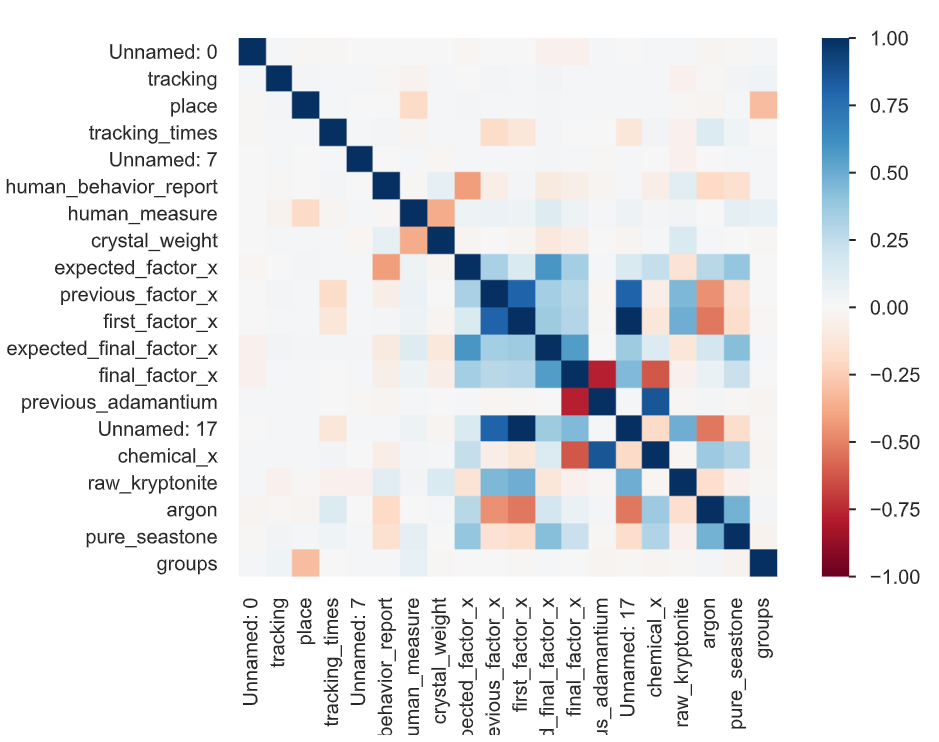 Unnamed: 0
tracking
place
tracking_times
Unnamed: 7
human_behavior_report
human_measure
crystal_weight
expected_factor_x
previous_factor_x
first_factor_x
expected_final_factor_x
final_factor_x
previous_adamantium
Unnamed: 17
chemical_x
raw_kryptonite
argon
pure_seastone
groups
1.00
0.75
0.50
0.25
0.00
−0.25
−0.50
−0.75
−1.00
Unnamed: 0
tracking
place
tracking_times
Unnamed: 7
behavior_report
uman_measure
crystal_weight
pected_factor_x
evious_factor_x
first_factor_x
d_final_factor_x
final_factor_x
us_adamantium
Unnamed: 17
chemical_x
raw_kryptonite
argon
pure_seastone
groups